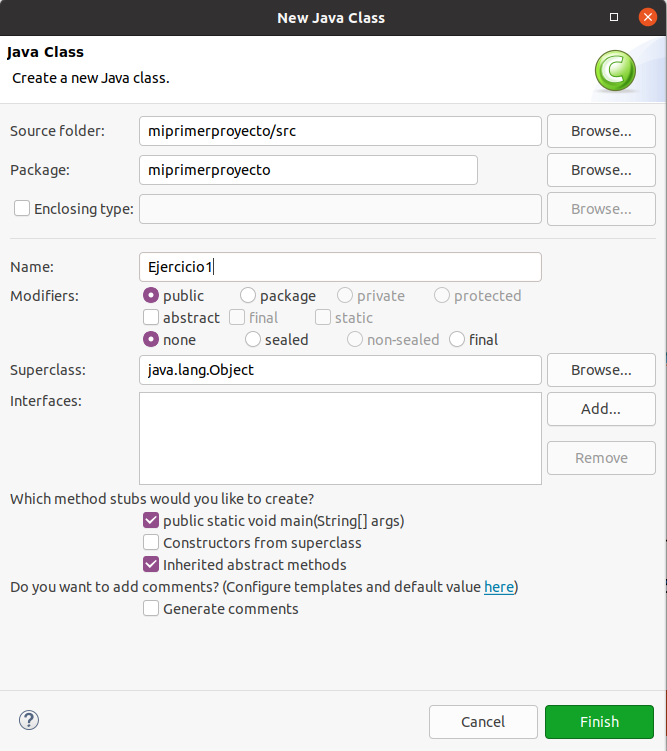 New Java Class
Java Class
Create a new Java class.
Source folder: miprimerproyecto/src Browse...
Package: miprimerproyecto Browse...
Enclosing type: Browse...
Name: Ejercicio1
Modifiers: public package private protected
abstract final static
none sealed non-sealed final
Superclass: java.lang.Object Browse...
Interfaces: Add...
Remove
Which method stubs would you like to create?
public static void main(String[] args)
Constructors from superclass
Inherited abstract methods
Do you want to add comments? (Configure templates and default value here)
Generate comments
? Cancel Finish